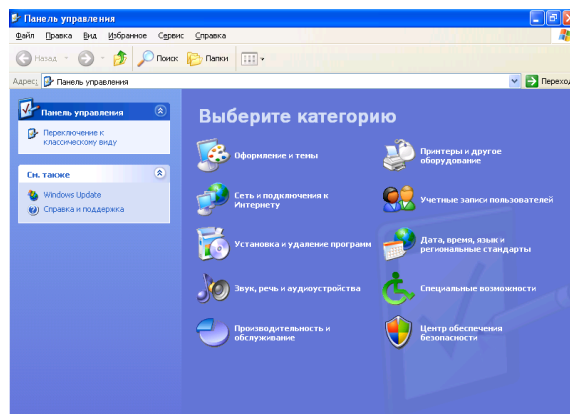 Панель управления
Файл Правка Вид Избранное Сервис Справка
Назад Поиск Папки
Адрес: Панель управления Переход
Панель управления
Переключение к
классическому виду
См. также
Windows Update
Справка и поддержка
Выберите категорию
Оформление и темы
Принтеры и другое
оборудование
Сеть и подключения к
Интернету
Учетные записи пользователей
Установка и удаление программ
Дата, время, язык и
региональные стандарты
Звук, речь и аудиоустройства
Специальные возможности
Производительность и
обслуживание
Центр обеспечения
безопасности